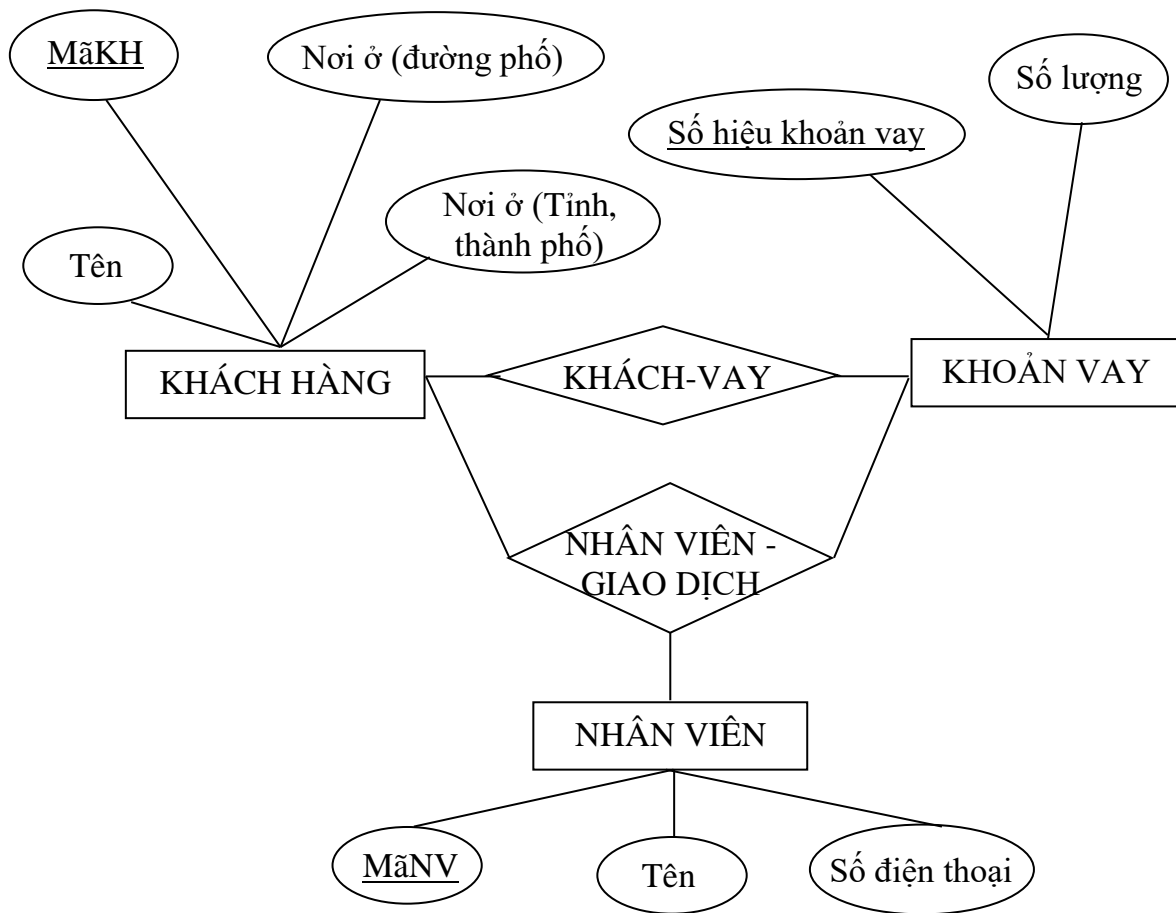 MãKH
Nơi ở (đường phố)
Số lượng
Số hiệu khoản vay
Nơi ở (Tỉnh,
thành phố)
Tên
KHÁCH HÀNG
KHÁCH-VAY
KHOẢN VAY
NHÂN VIÊN -
GIAO DỊCH
NHÂN VIÊN
MãNV
Tên
Số điện thoại